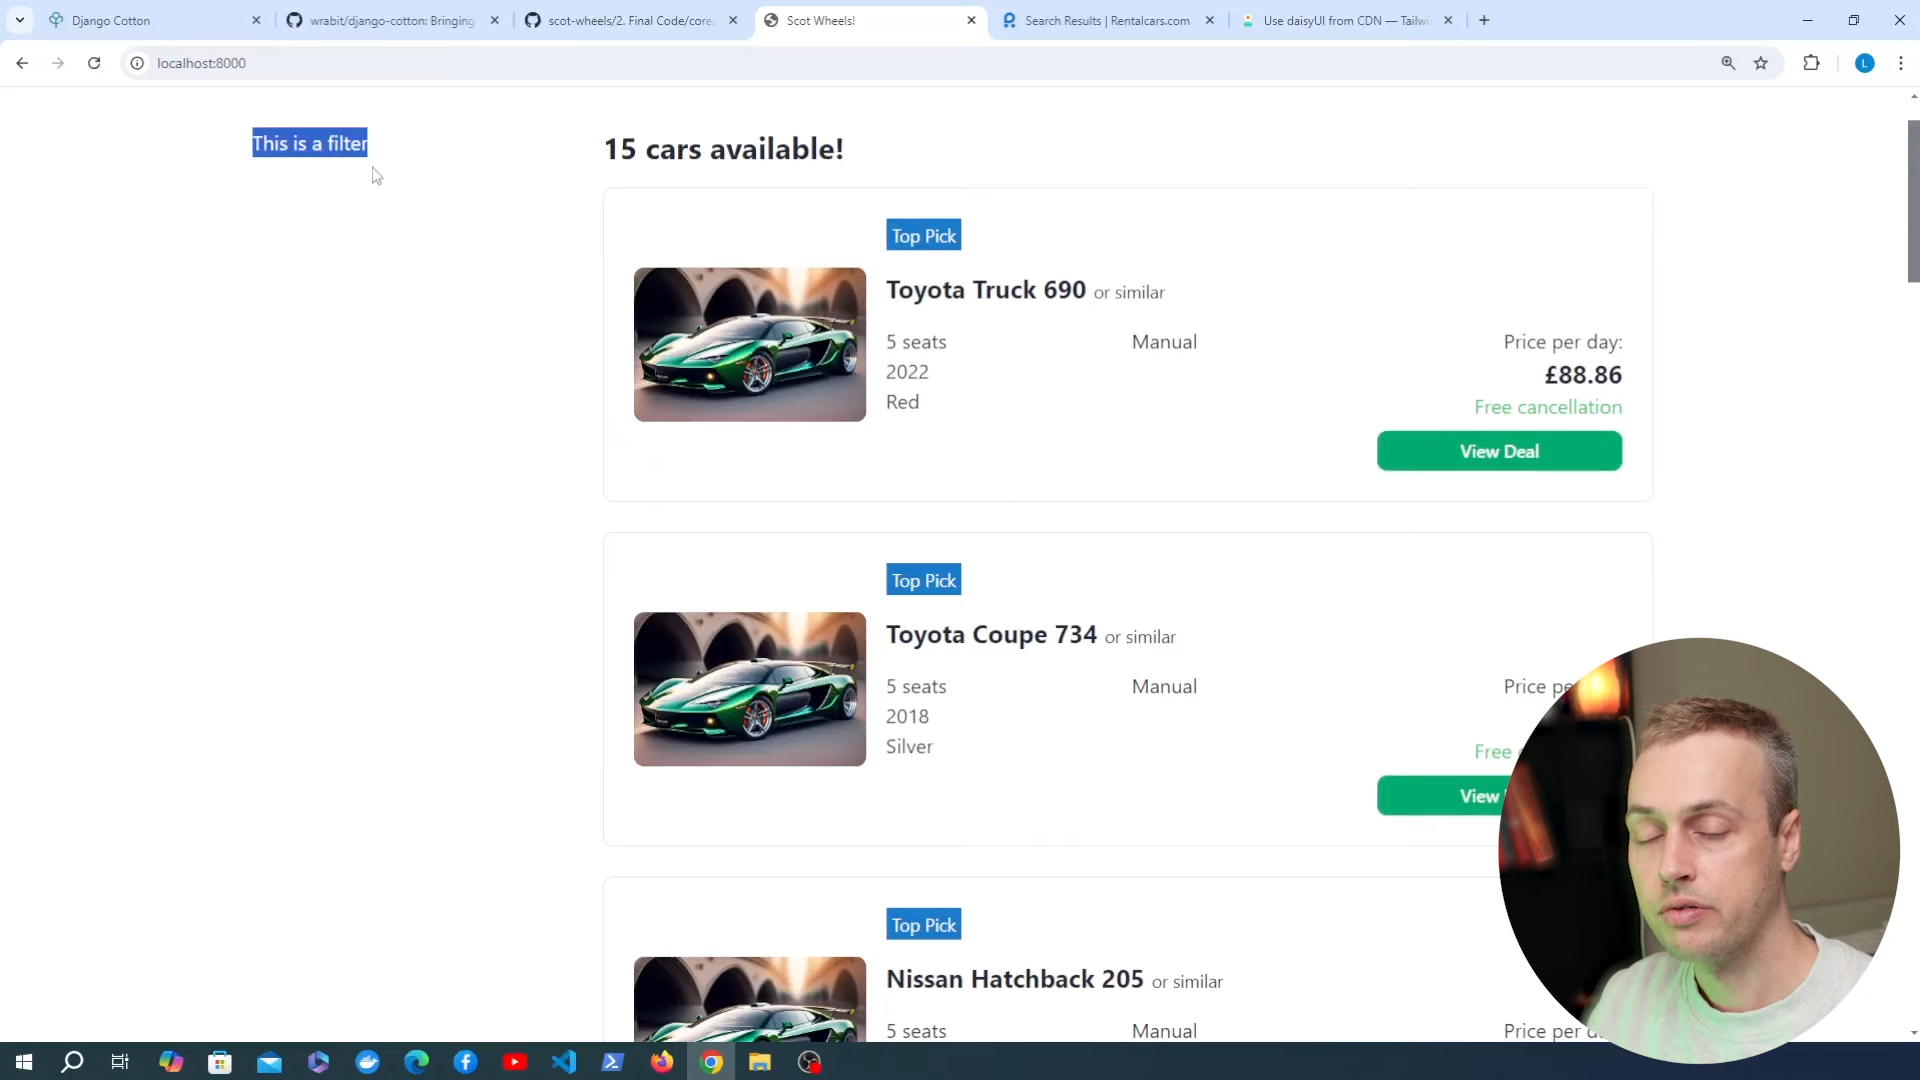 Django Cotton
wrabit/django-cotton: Bringing
scot-wheels/2. Final Code/core
Scot Wheels!
Search Results | Rentalcars.com
Use daisyUI from CDN — Tailwi
localhost:8000
L
This is a filter
15 cars available!
Top Pick
Toyota Truck 690 or similar
5 seats
Manual
Price per day:
2022
£88.86
Red
Free cancellation
View Deal
Top Pick
Toyota Coupe 734 or similar
5 seats
Manual
Price pe
2018
Silver
Free
View
Top Pick
Nissan Hatchback 205 or similar
5 seats
Manual
Price per d